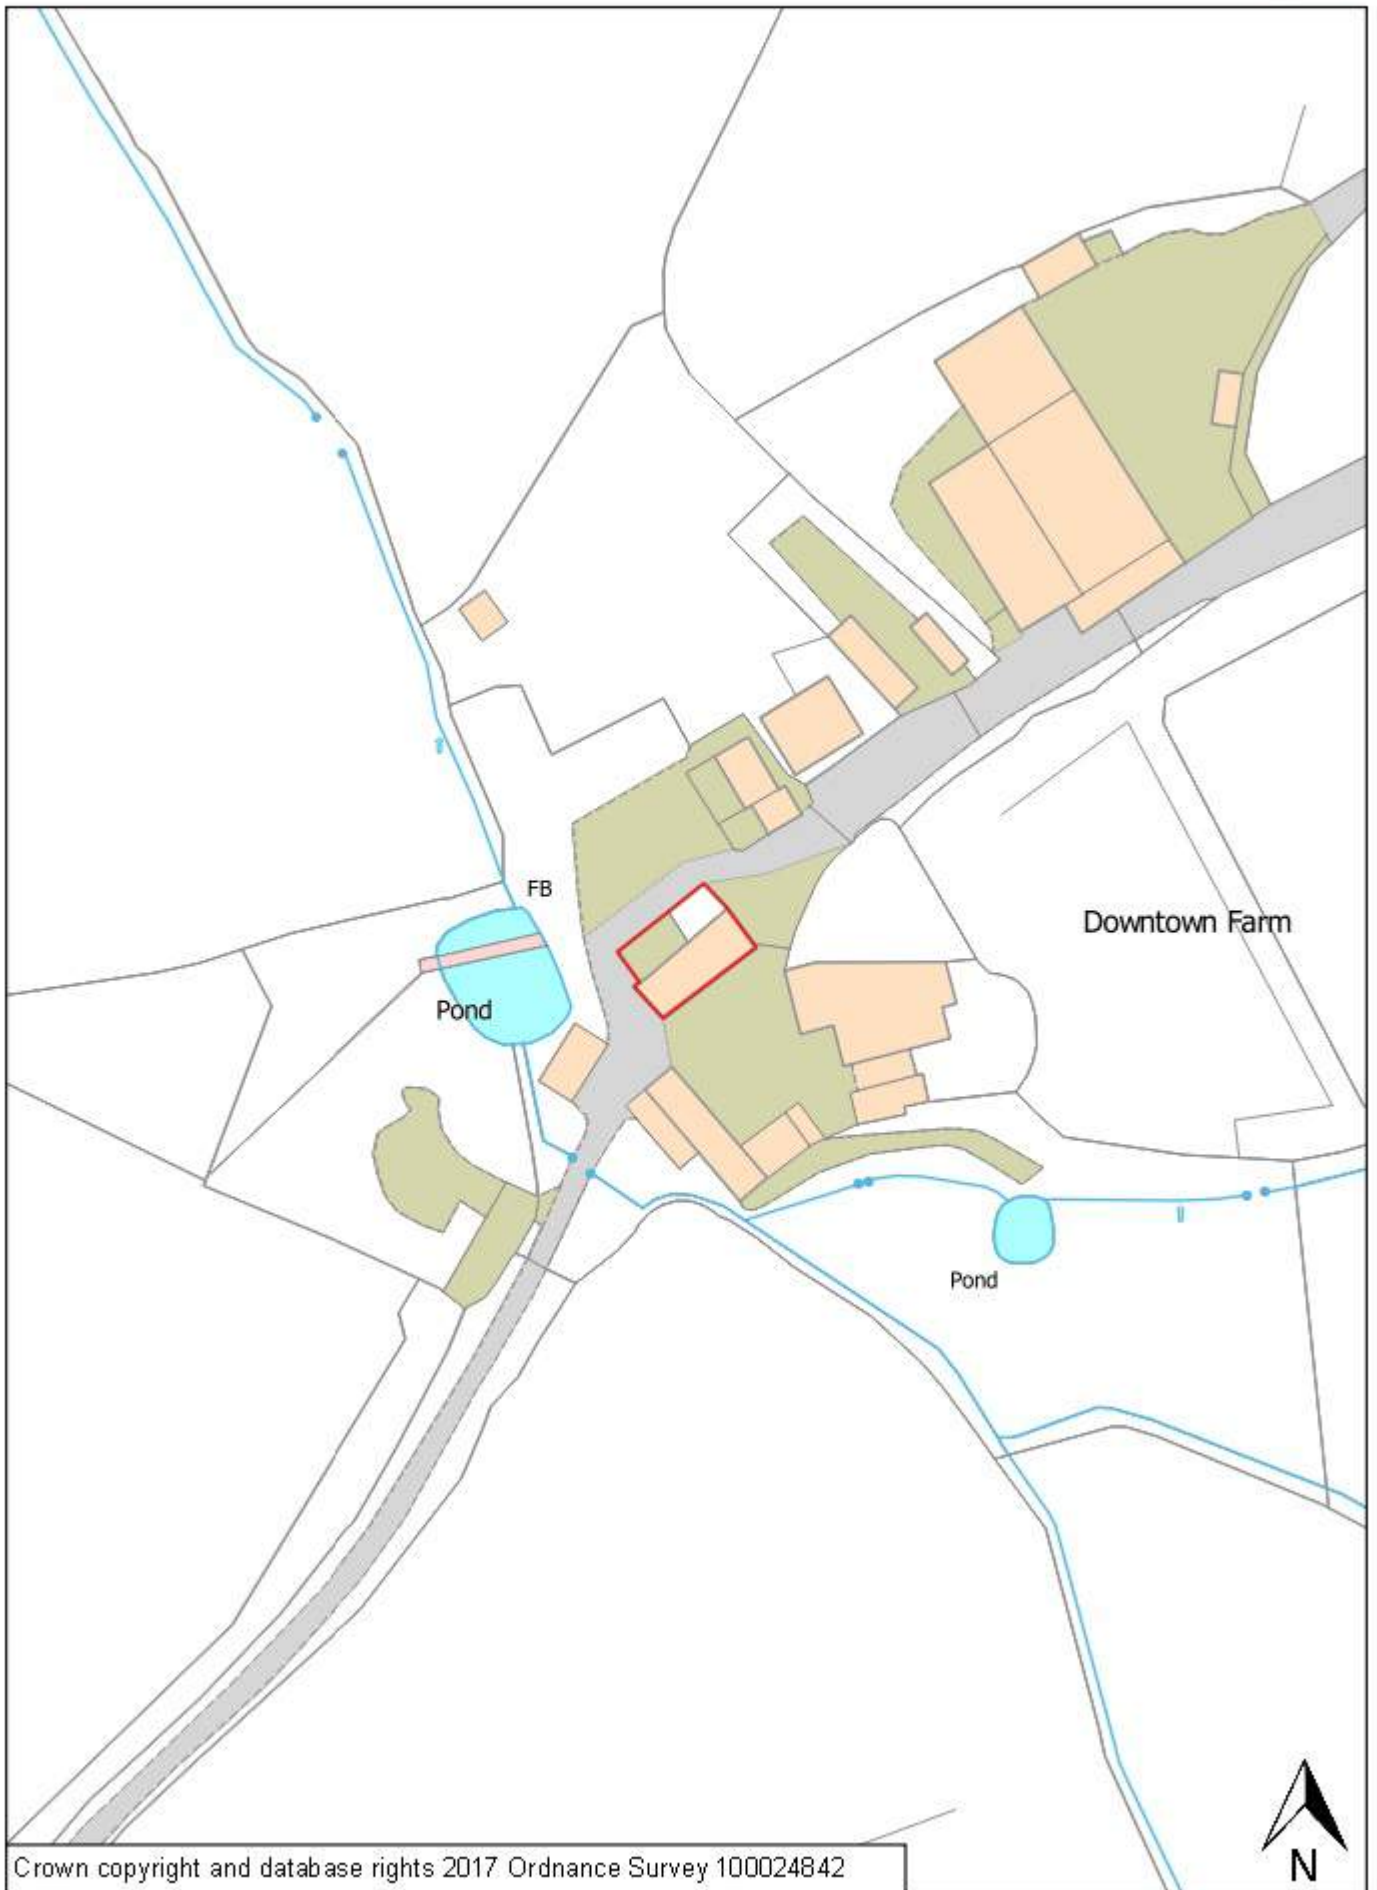 FB
Downtown Farm
Pond
Pond
N
Crown copyright and database rights 2017 Ordnance Survey 100024842